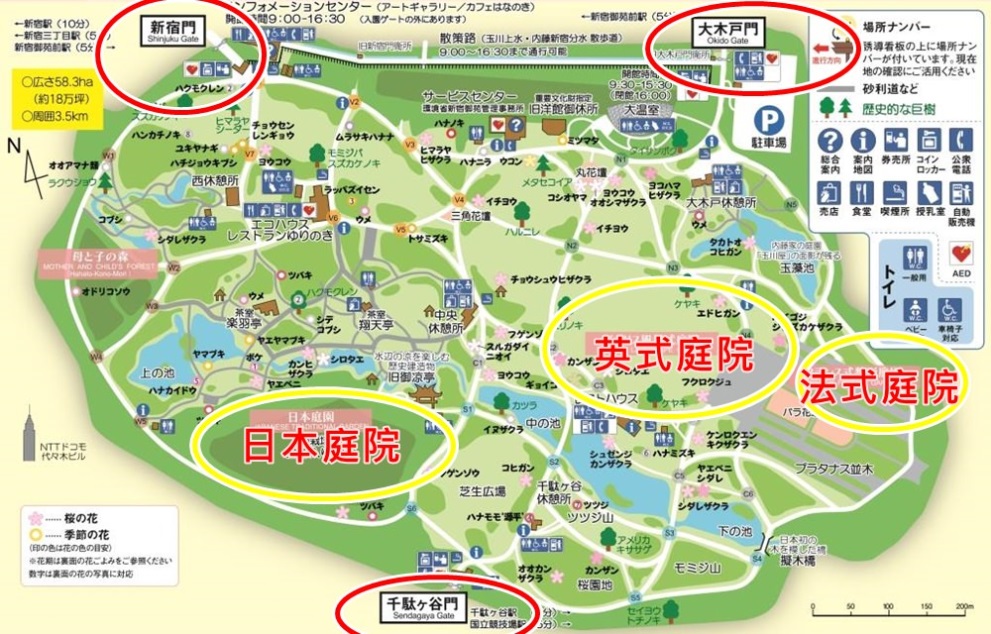 ンフォメーションセンター（アートギャラリー／カフェはなのき）
開館時間9:00-16:30 （入園ゲートの外にあります）
←新宿駅（10分）
←新宿三丁目駅（5
新宿御苑前駅（5分
新宿門
Shinjuku Gate
←新宿御苑前駅（5分
大木戸門
Okido Gate
旧新宿門衛所
散策路（玉川上水・内藤新宿分水 散歩道）
9:00～16:30まで通行可能
大木戸門衛所
○広さ58.3ha
（約18万坪）
○周囲3.5km
N
場所ナンバー
進行方向
誘導看板の上に場所ナン
バーが付いています。現在
地の確認にご活用ください
砂利道など
歴史的な巨樹
総合
案内
案内
地図
券売所
コイン
ロッカー
公衆
電話
売店
食堂
喫煙所
授乳室
自動
販売機
トイレ
一般用
AED
ベビー
車椅子
対応
P
駐車場
開館時間
9:30-15:30
（閉館16:00）
大温室
サービスセンター
環境省新宿御苑管理事務所
重要文化財指定
旧洋館御休所
ハクモクレン
ハンカチノキ
ヒマラヤ
シーダー
チョウセン
レンギョウ
ユキヤナギ
ハチジョウキブシ
ヨウコウ
モミジバ
スズカケノキ
ムラサキハナナ
ハナノキ
ヒマラヤ
ヒザクラ
ハナニラ
ウコン
ミツマタ
メタセコイア
丸花壇
コシオヤマ
ヨウコウ
オオシマザクラ
ヨコハマ
ヒザクラ
大木戸休憩所
ウメ
オオアマナ
ラクウショウ
コブシ
シダレザクラ
西休憩所
ラッパズイセン
ウメ
エコハウス
レストランゆりのき
トサミズキ
イチヨウ
三角花壇
ハルニレ
イチヨウ
タカトオ
コヒガン
内藤家の庭園
「玉川園」の面影が残る
玉藻池
母と子の森
MOTHER AND CHILD'S FOREST
オドリコソウ
ツバキ
ハクモクレン
ウメ
茶室
楽羽亭
シデ
コブシ
茶室
翔天亭
中央
休憩所
チョウシュウヒザクラ
ケヤキ
エドヒガン
ヤマブキ
ヤエヤマブキ
ボケ
カンヒ
ザクラ
シロタエ
ヤエベニ
上の池
ハナカイドウ
水辺の涼を楽しむ
歴史建造物
旧御凉亭
フゲンゾ
スルガダイ
ニオイ
ヨウコウ
ギョイコ
カンザ
フクロクジュ
ケヤキ
英式庭院
法式庭院
日本庭園
日本庭院
カツラ
イヌザクラ
中の池
シュゼンジ
カンザクラ
ハナミズキ
ケンロクエン
キクザクラ
ヤエベニ
シダレ
プラタナス並木
シダレザクラ
下の池
日本初の
木を模した橋
擬木橋
フゲンゾウ
コヒガン
芝生広場
千駄ヶ谷
休憩所
ツツジ
ツツジ山
アメリカ
キササゲ
ハナモモ‘源平’
オオカン
ザクラ
カンザン
桜園地
モミジ山
セイヨウ
トチノキ
ツバキ
NTTドコモ
代々木ビル
......桜の花
......季節の花
（印の色は花の色の目安）
※花期は裏面の花ごよみをご参照ください
数字は裏面の花の写真に対応
千駄ヶ谷門
Sendagaya Gate
千駄ヶ谷駅
国立競技場駅
0 50 100 150 200m